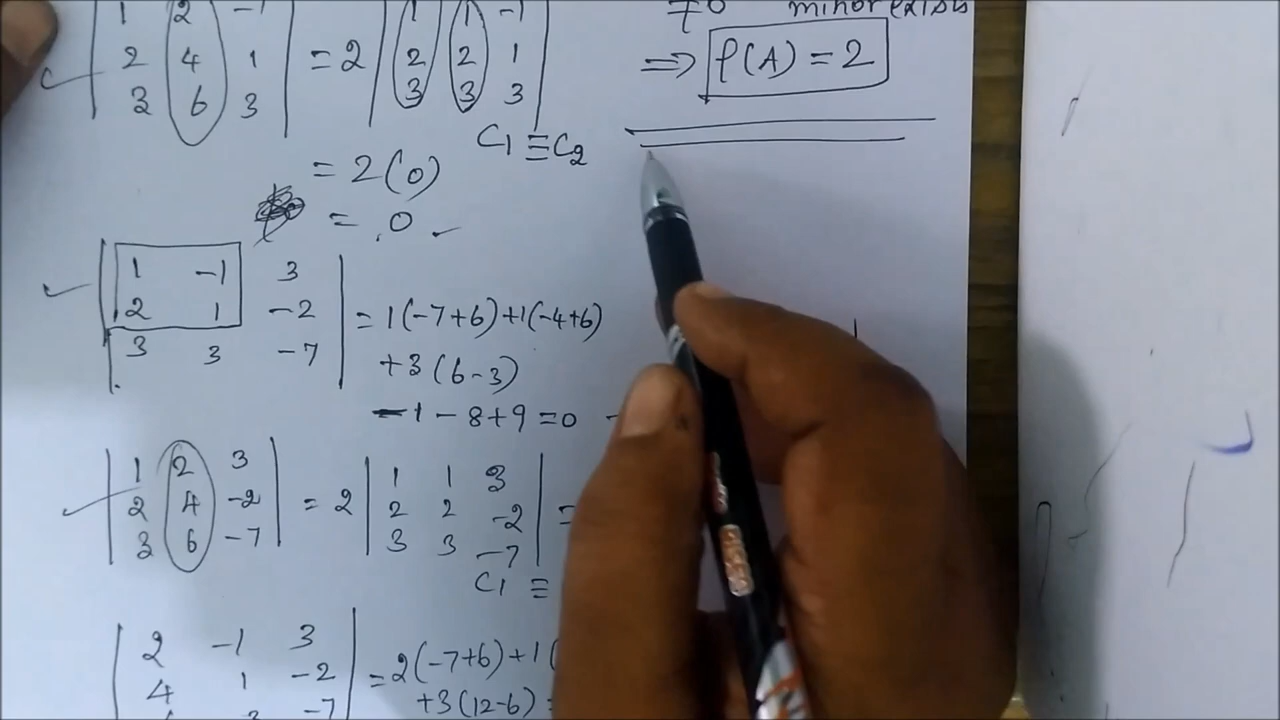 | 1 2 -1 | | 1 1 -1 |
| 2 4 1 | = 2 | 2 2 1 |
| 3 6 3 | | 3 3 3 |
C1 ≡ C2
= 2(0)
= 0
| 1 -1 3 |
| 2 1 -2 | = 1(-7+6)+1(-4+6)
| 3 3 -7 | +3(6-3)
-1 - 8 + 9 = 0
| 1 2 3 | | 1 1 3 |
| 2 4 -2 | = 2 | 2 2 -2 | =
| 3 6 -7 | | 3 3 -7 |
C1 ≡
| 2 -1 3 |
| 4 1 -2 | = 2(-7+6)+1(
-7 +3(12-6)
≠0 minor exists
⇒ ρ(A) = 2